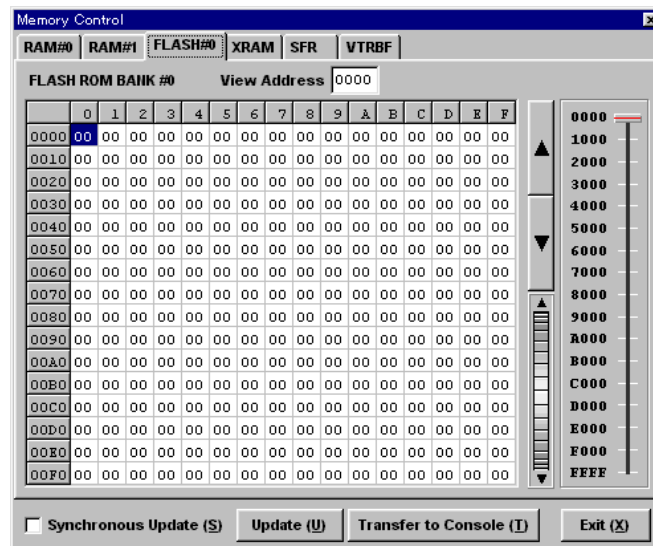 Memory Control
RAM#0 RAM#1 FLASH#0 XRAM SFR VTRBF
FLASH ROM BANK #0 View Address 0000
0 1 2 3 4 5 6 7 8 9 A B C D E F
0000 00 00 00 00 00 00 00 00 00 00 00 00 00 00 00 00
0010 00 00 00 00 00 00 00 00 00 00 00 00 00 00 00 00
0020 00 00 00 00 00 00 00 00 00 00 00 00 00 00 00 00
0030 00 00 00 00 00 00 00 00 00 00 00 00 00 00 00 00
0040 00 00 00 00 00 00 00 00 00 00 00 00 00 00 00 00
0050 00 00 00 00 00 00 00 00 00 00 00 00 00 00 00 00
0060 00 00 00 00 00 00 00 00 00 00 00 00 00 00 00 00
0070 00 00 00 00 00 00 00 00 00 00 00 00 00 00 00 00
0080 00 00 00 00 00 00 00 00 00 00 00 00 00 00 00 00
0090 00 00 00 00 00 00 00 00 00 00 00 00 00 00 00 00
00A0 00 00 00 00 00 00 00 00 00 00 00 00 00 00 00 00
00B0 00 00 00 00 00 00 00 00 00 00 00 00 00 00 00 00
00C0 00 00 00 00 00 00 00 00 00 00 00 00 00 00 00 00
00D0 00 00 00 00 00 00 00 00 00 00 00 00 00 00 00 00
00E0 00 00 00 00 00 00 00 00 00 00 00 00 00 00 00 00
00F0 00 00 00 00 00 00 00 00 00 00 00 00 00 00 00 00
0000
1000
2000
3000
4000
5000
6000
7000
8000
9000
A000
B000
C000
D000
E000
F000
FFFF
Synchronous Update (S) Update (U) Transfer to Console (T) Exit (X)